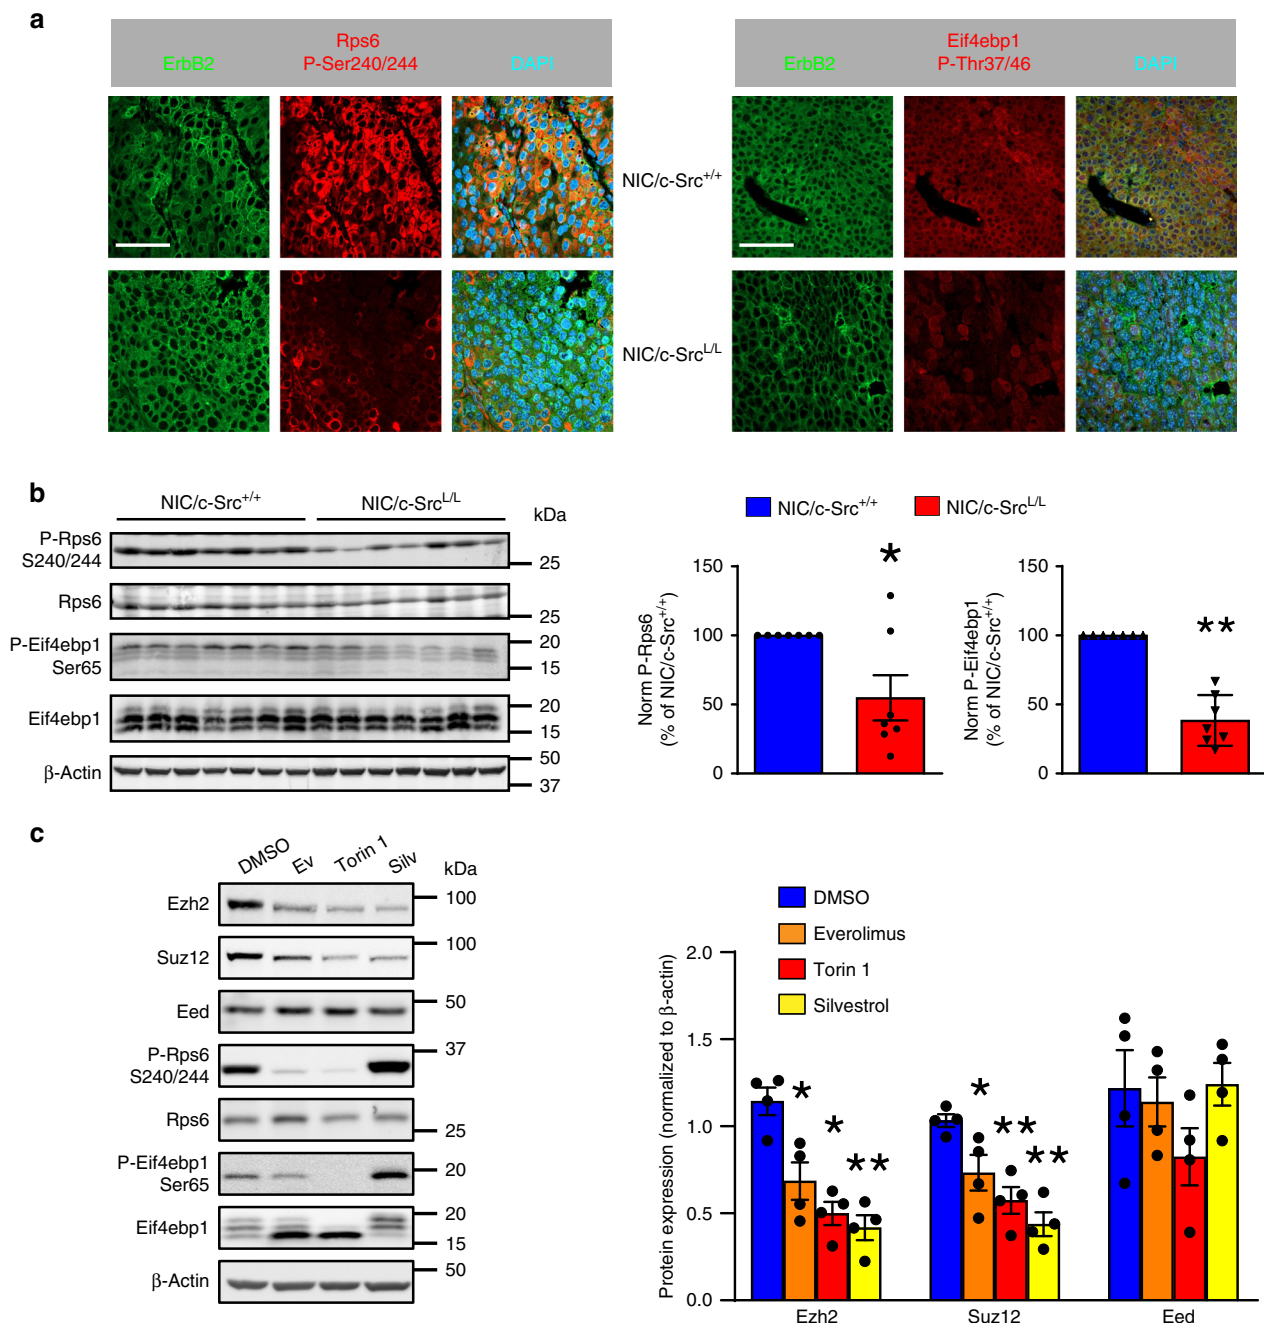 a
Rps6
ErbB2 P-Ser240/244 DAPI
Eif4ebp1
ErbB2 P-Thr37/46 DAPI
NIC/c-Src+/+
NIC/c-SrcL/L
b
NIC/c-Src+/+ NIC/c-SrcL/L
kDa
P-Rps6
S240/244
25
Rps6
25
P-Eif4ebp1
Ser65
20
15
Eif4ebp1
20
15
β-Actin
50
37
NIC/c-Src+/+ NIC/c-SrcL/L
Norm P-Rps6
(% of NIC/c-Src+/+)
150
100
50
0
*
Norm P-Eif4ebp1
(% of NIC/c-Src+/+)
150
100
50
0
**
c
DMSO Ev Torin 1 Silv kDa
Ezh2
100
Suz12
100
Eed
50
P-Rps6
S240/244
37
Rps6
25
P-Eif4ebp1
Ser65
20
Eif4ebp1
20
15
β-Actin
50
DMSO
Everolimus
Torin 1
Silvestrol
Protein expression (normalized to β-actin)
2.0
1.5
1.0
0.5
0.0
* * **
* ** **
Ezh2 Suz12 Eed